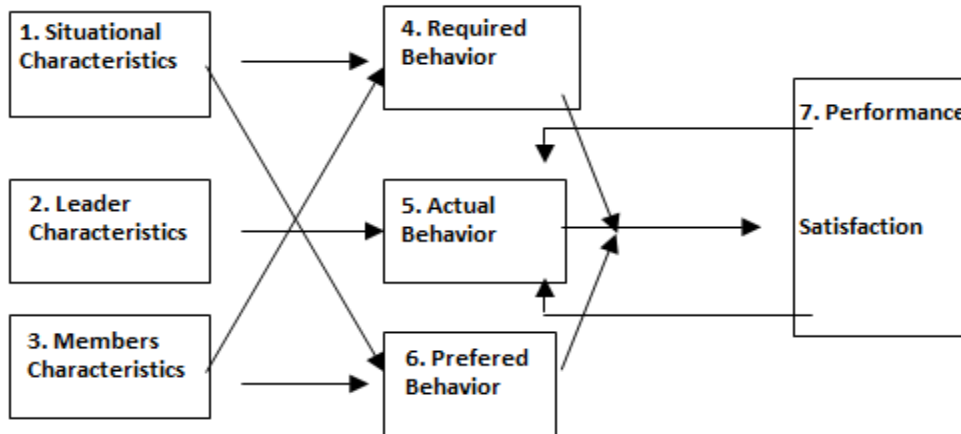 1. Situational
Characteristics
4. Required
Behavior
7. Performance
2. Leader
Characteristics
5. Actual
Behavior
Satisfaction
3. Members
Characteristics
6. Prefered
Behavior